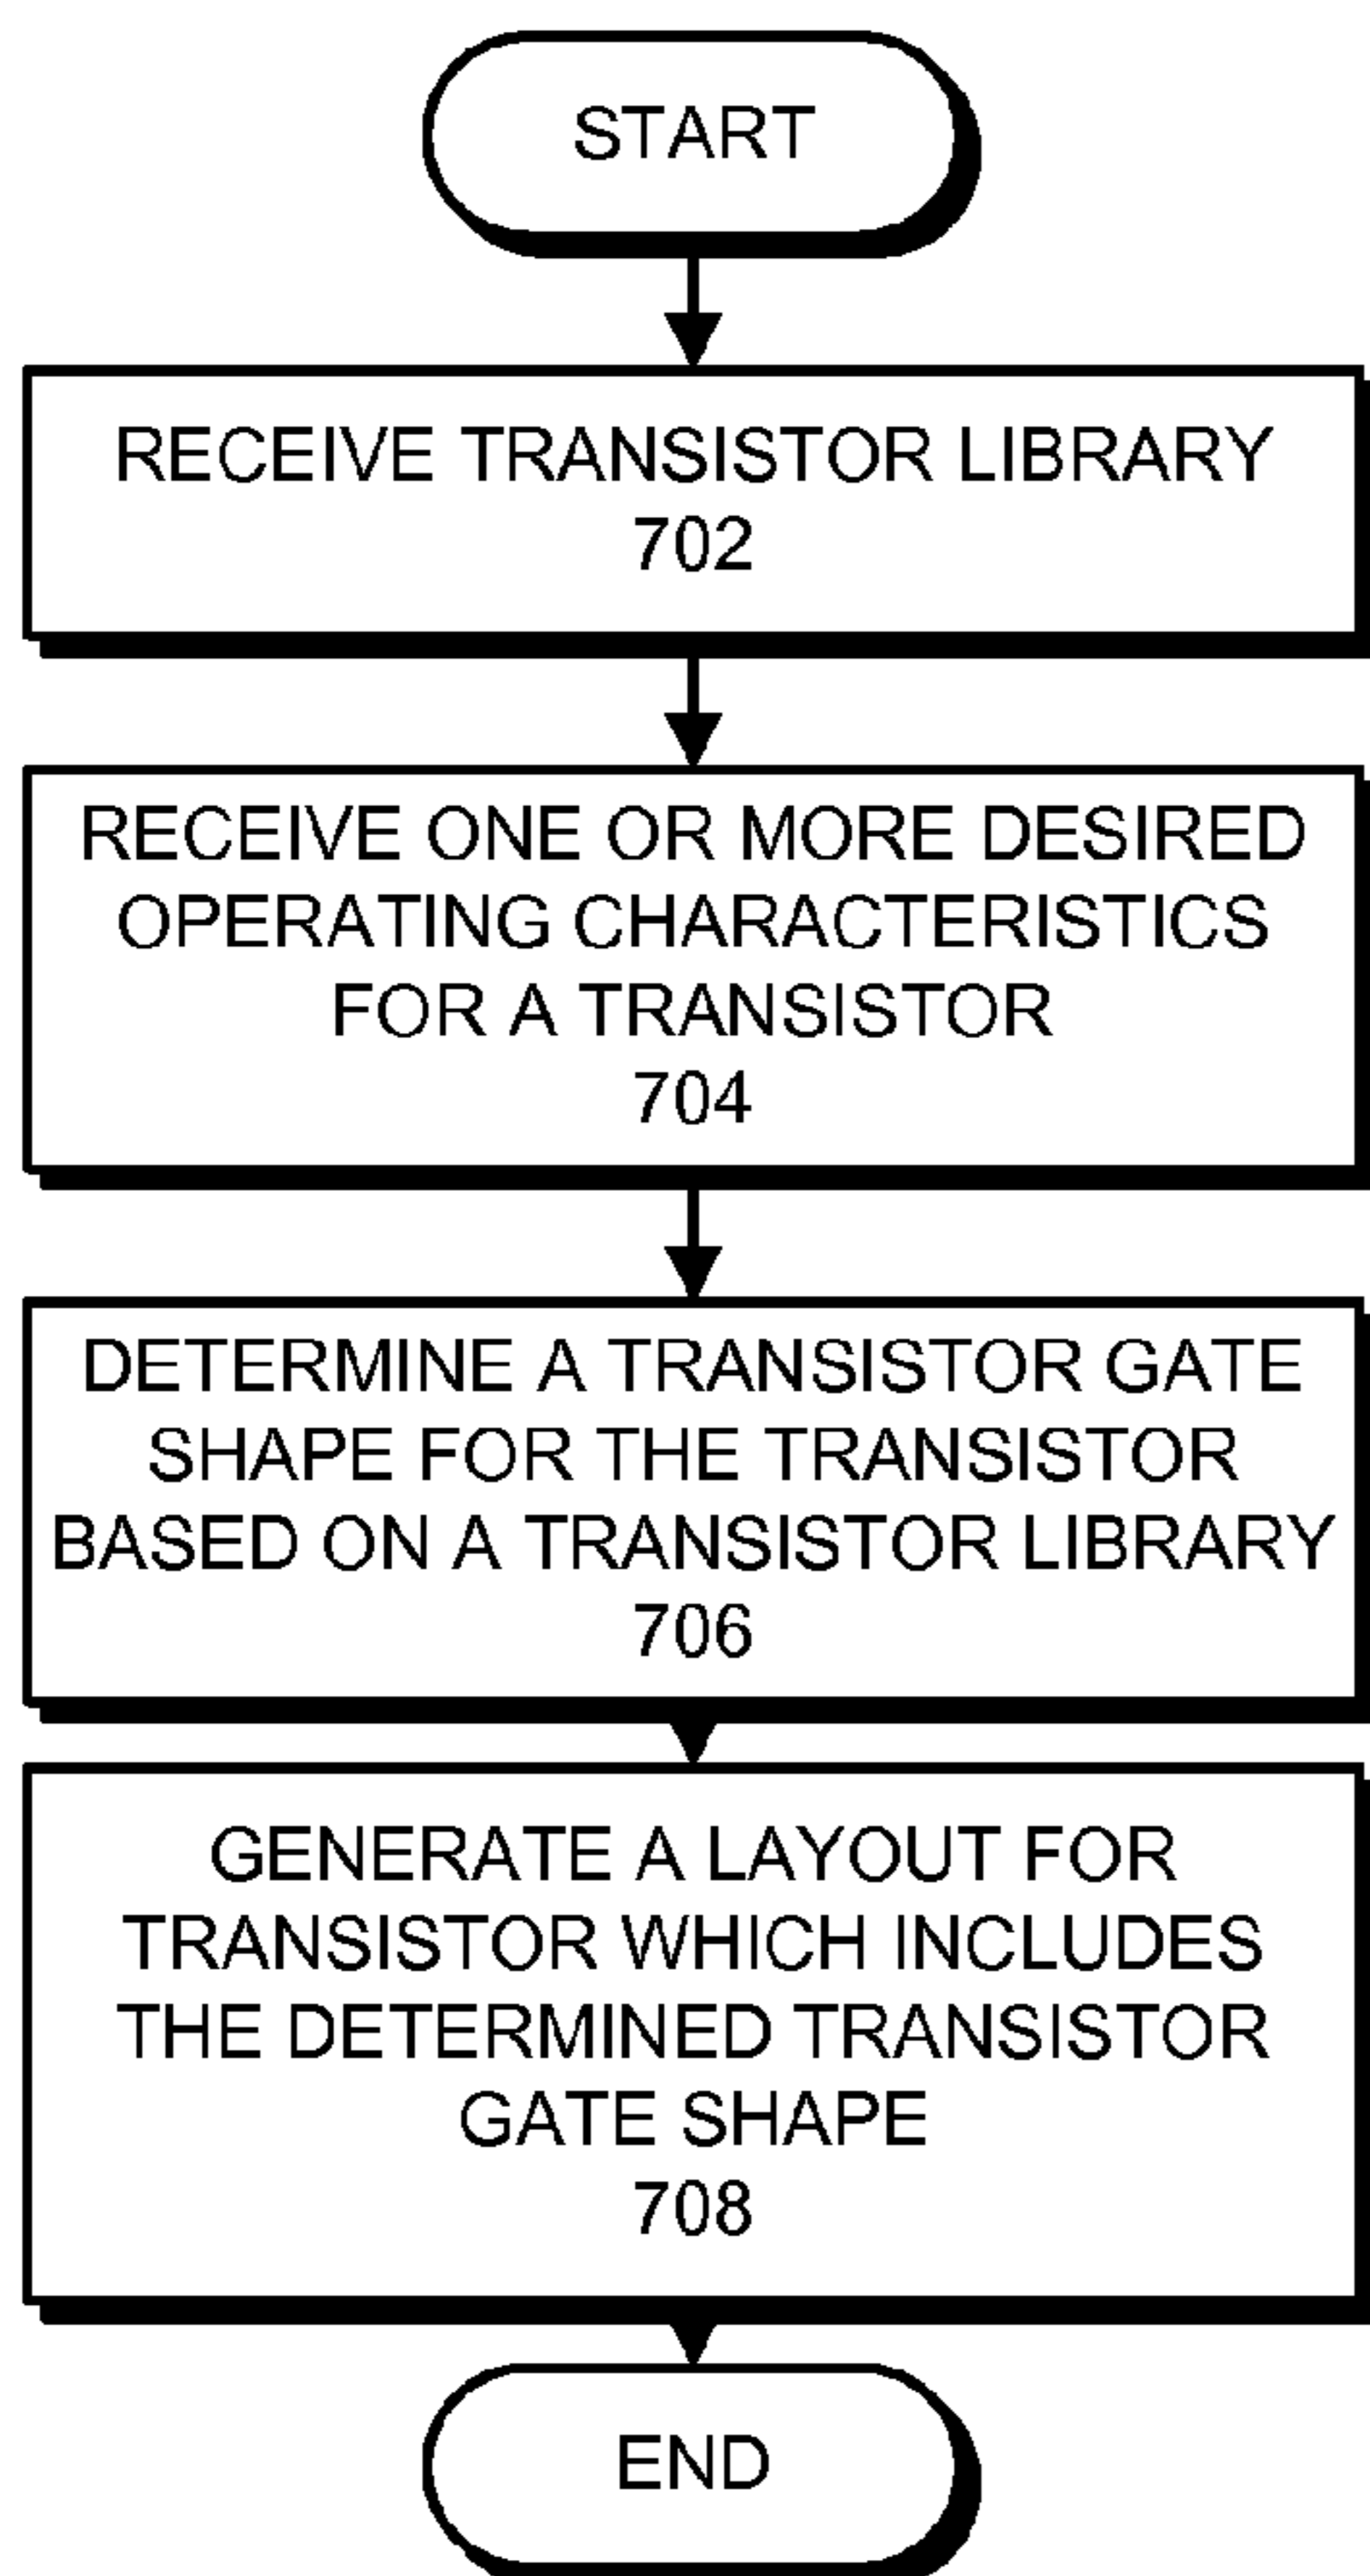 START
RECEIVE TRANSISTOR LIBRARY
702
RECEIVE ONE OR MORE DESIRED
OPERATING CHARACTERISTICS
FOR A TRANSISTOR
704
DETERMINE A TRANSISTOR GATE
SHAPE FOR THE TRANSISTOR
BASED ON A TRANSISTOR LIBRARY
706
GENERATE A LAYOUT FOR
TRANSISTOR WHICH INCLUDES
THE DETERMINED TRANSISTOR
GATE SHAPE
708
END